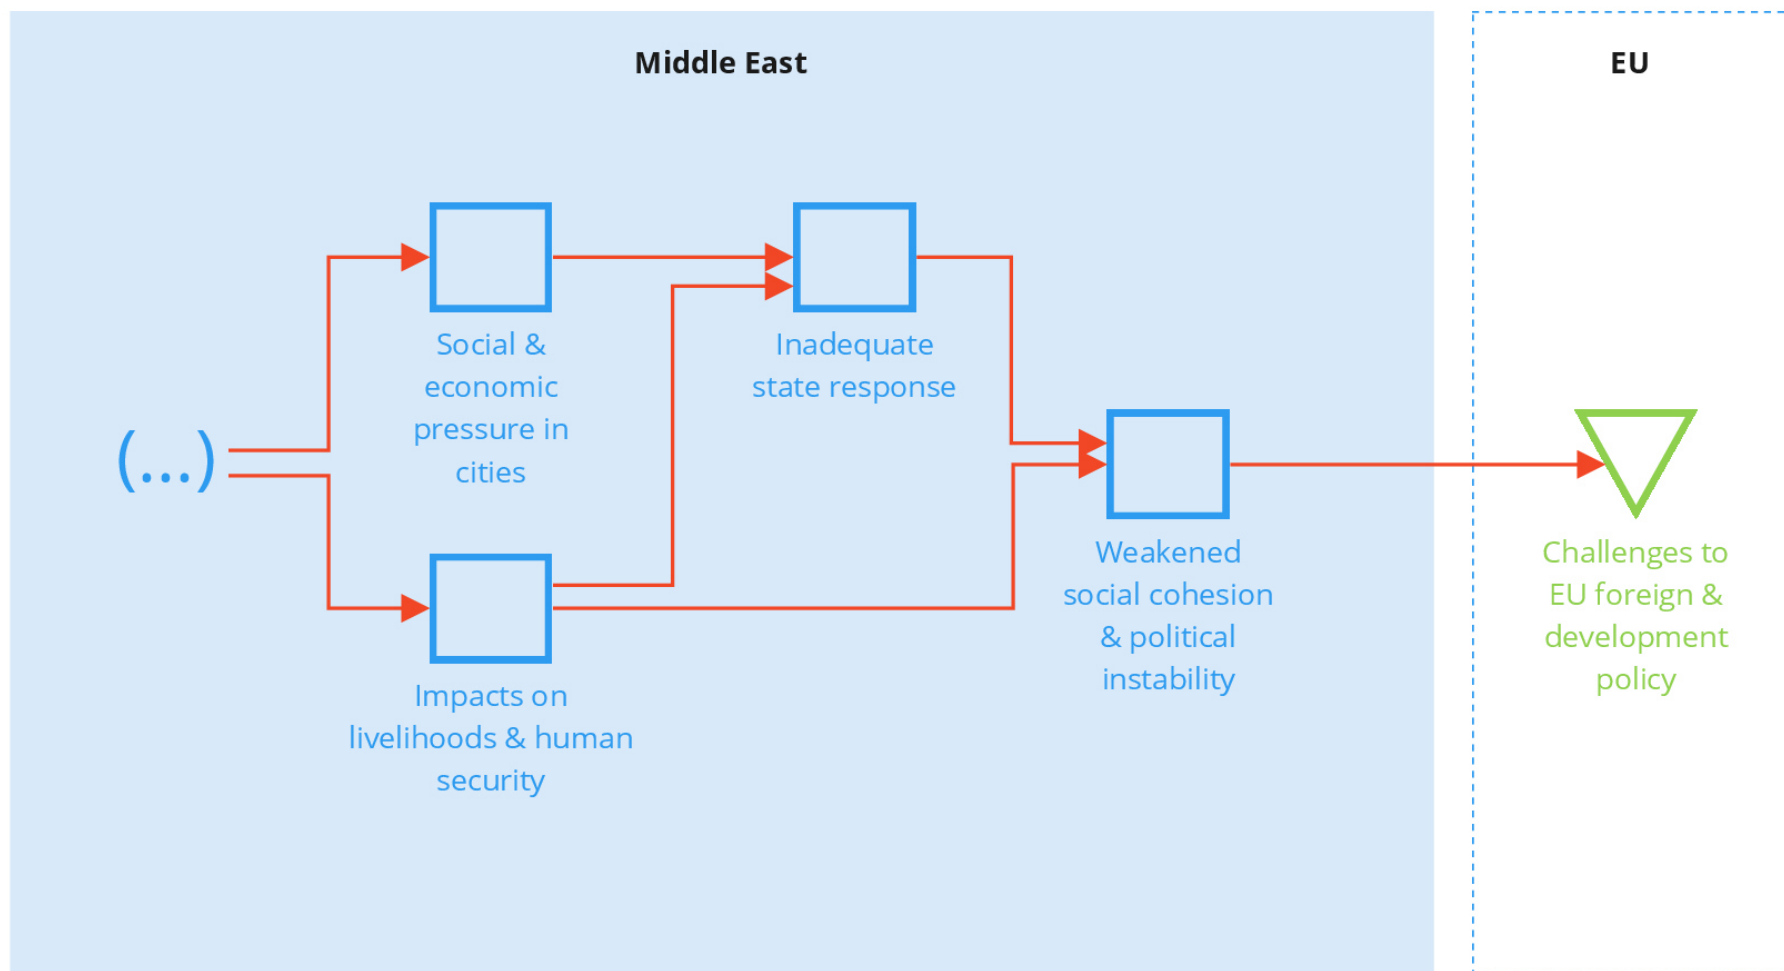 Middle East
EU
Social &
economic
pressure in
cities
Inadequate
state response
(...)
Impacts on
livelihoods & human
security
Weakened
social cohesion
& political
instability
Challenges to
EU foreign &
development
policy